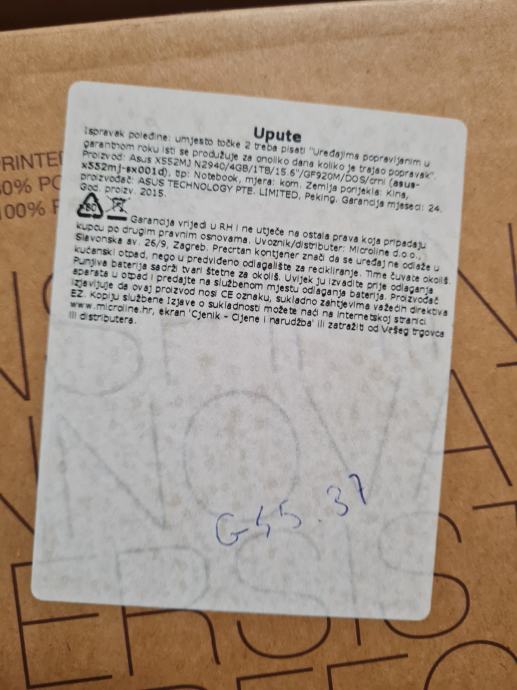 Upute
Ispravak poleđine: umjesto točke 2 treba pisati "Uređajima popravljanim u
garantnom roku isti se produžuje za onoliko dana koliko je trajao popravak".
Proizvod: Asus X552MJ N2940/4GB/1TB/15.6"/GF920M/DOS/crni (asus-
x552mj-sx001d), tip: Notebook, mjera: kom. Zemlja porijekla: Kina,
proizvođač: ASUS TECHNOLOGY PTE. LIMITED, Peking. Garancija mjeseci: 24.
God. proizv. 2015.
Garancija vrijedi u RH i ne utječe na ostala prava koja pripadaju
kupcu po drugim pravnim osnovama. Uvoznik/distributer: Microline d.o.o.,
Slavonska av. 26/9, Zagreb. Precrtan kontjener znači da se uređaj ne odlaže u
kućanski otpad, nego u predviđeno odlagalište za recikliranje. Time čuvate okoliš.
Punjiva baterija sadrži tvari štetne za okoliš. Uvijek ju izvadite prije odlaganja
aparata u otpad i predajte na službenom mjestu odlaganja baterija. Proizvođač
izjavljuje da ovaj proizvod nosi CE oznaku, sukladno zahtjevima važećih direktiva
EZ. Kopiju službene Izjave o sukladnosti možete naći na internetskoj stranici
www.microline.hr, ekran 'Cjenik - Cijene i narudžba' ili zatražiti od Vašeg trgovca
ili distributera.
G45.37